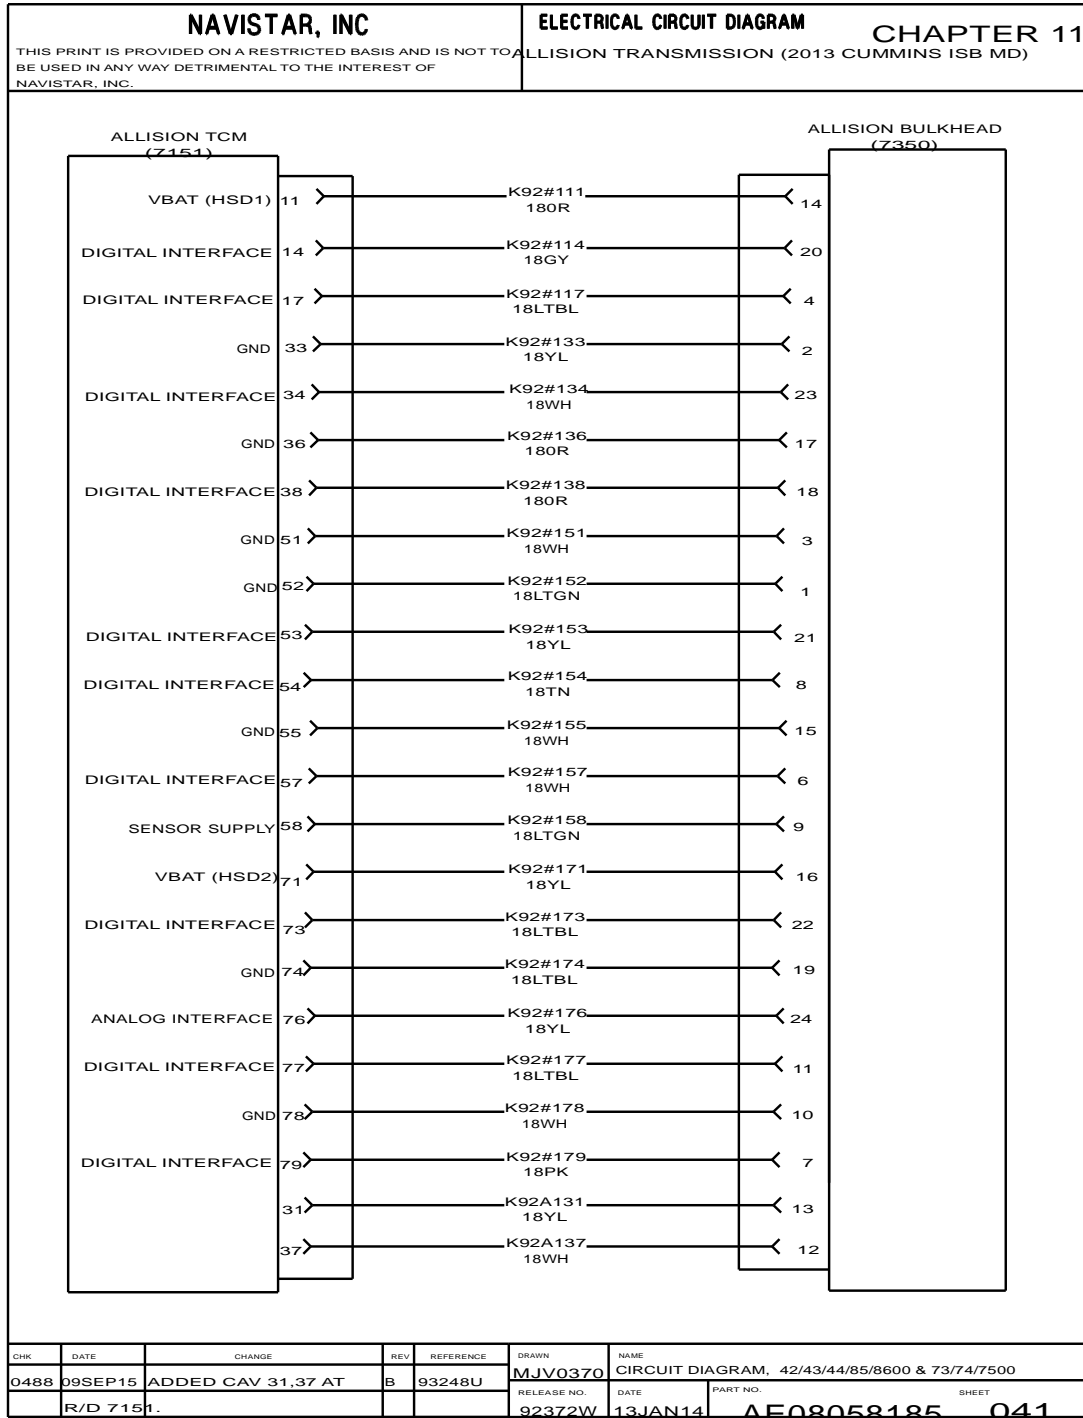 NAVISTAR, INC
THIS PRINT IS PROVIDED ON A RESTRICTED BASIS AND IS NOT TO
BE USED IN ANY WAY DETRIMENTAL TO THE INTEREST OF
NAVISTAR, INC.
ELECTRICAL CIRCUIT DIAGRAM
CHAPTER 11
ALLISION TRANSMISSION (2013 CUMMINS ISB MD)
ALLISION TCM
(7151)
ALLISION BULKHEAD
(7350)
VBAT (HSD1) 11 K92#111 14
180R
DIGITAL INTERFACE 14 K92#114 20
18GY
DIGITAL INTERFACE 17 K92#117 4
18LTBL
GND 33 K92#133 2
18YL
DIGITAL INTERFACE 34 K92#134 23
18WH
GND 36 K92#136 17
180R
DIGITAL INTERFACE 38 K92#138 18
180R
GND 51 K92#151 3
18WH
GND 52 K92#152 1
18LTGN
DIGITAL INTERFACE 53 K92#153 21
18YL
DIGITAL INTERFACE 54 K92#154 8
18TN
GND 55 K92#155 15
18WH
DIGITAL INTERFACE 57 K92#157 6
18WH
SENSOR SUPPLY 58 K92#158 9
18LTGN
VBAT (HSD2) 71 K92#171 16
18YL
DIGITAL INTERFACE 73 K92#173 22
18LTBL
GND 74 K92#174 19
18LTBL
ANALOG INTERFACE 76 K92#176 24
18YL
DIGITAL INTERFACE 77 K92#177 11
18LTBL
GND 78 K92#178 10
18WH
DIGITAL INTERFACE 79 K92#179 7
18PK
31 K92A131 13
18YL
37 K92A137 12
18WH
CHK DATE CHANGE REV REFERENCE
0488 09SEP15 ADDED CAV 31,37 AT B 93248U
R/D 7151.
DRAWN NAME
MJV0370 CIRCUIT DIAGRAM, 42/43/44/85/8600 & 73/74/7500
RELEASE NO. DATE PART NO. SHEET
92372W 13JAN14 AE08058185 041